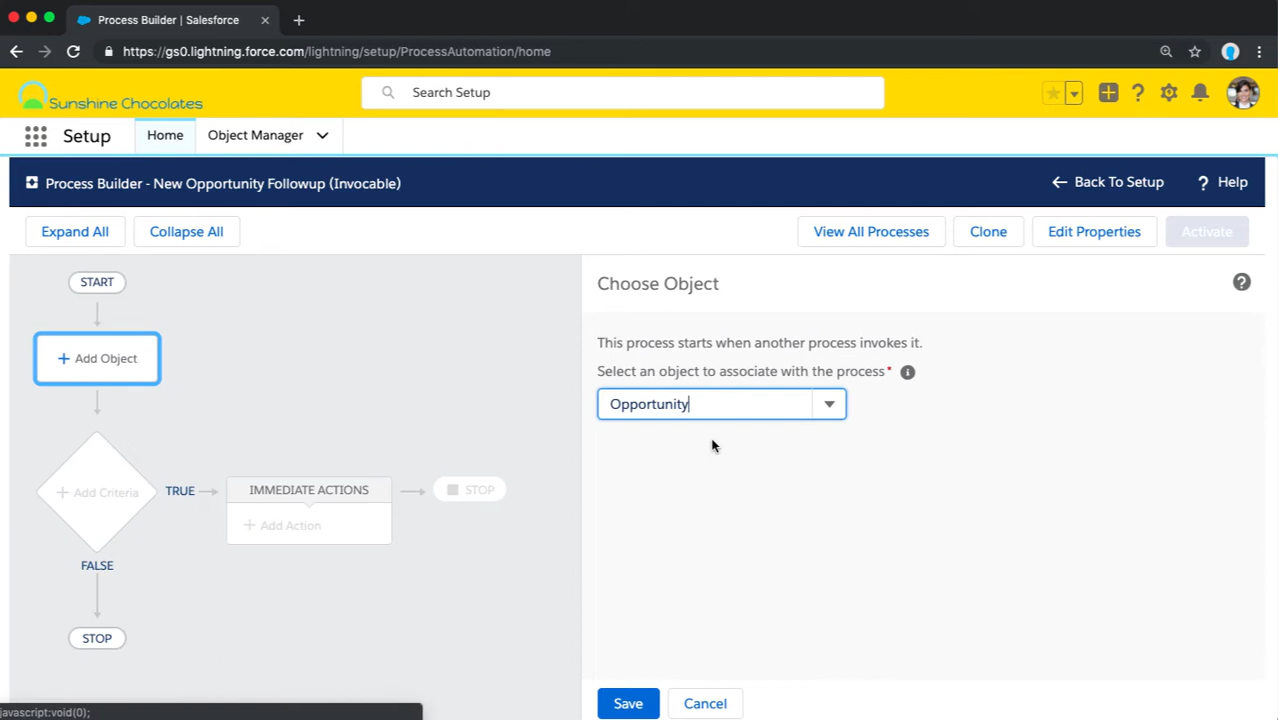 Process Builder | Salesforce
https://gs0.lightning.force.com/lightning/setup/ProcessAutomation/home
Sunshine Chocolates
Search Setup
Setup
Home
Object Manager
Process Builder - New Opportunity Followup (Invocable)
Back To Setup
? Help
Expand All
Collapse All
View All Processes
Clone
Edit Properties
Activate
START
+ Add Object
+ Add Criteria
TRUE
IMMEDIATE ACTIONS
+ Add Action
STOP
FALSE
STOP
Choose Object
This process starts when another process invokes it.
Select an object to associate with the process*
Opportunity
Save
Cancel
javascript:void(0);